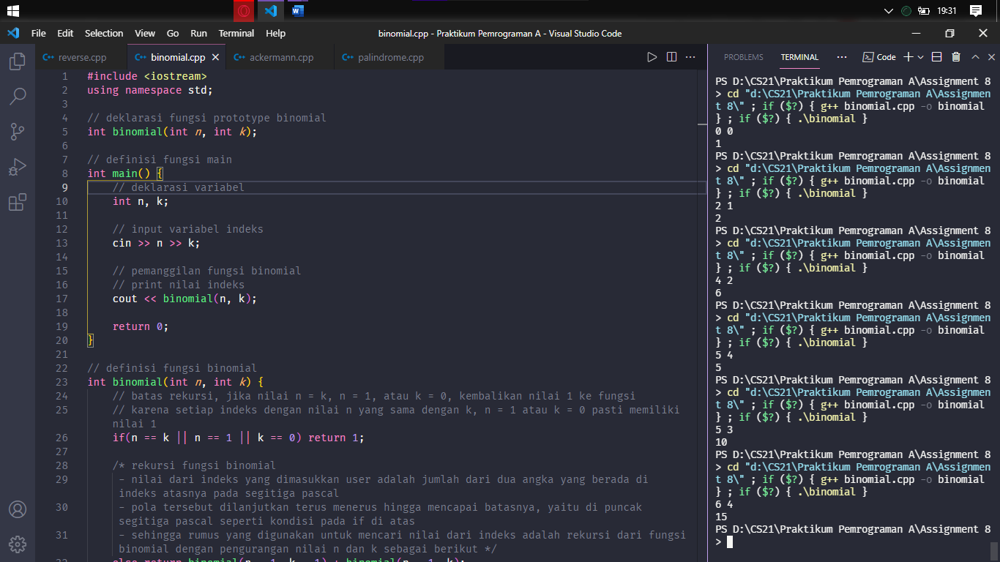 19:31
File Edit Selection View Go Run Terminal Help
binomial.cpp - Praktikum Pemrograman A - Visual Studio Code
reverse.cpp binomial.cpp ackermann.cpp palindrome.cpp
1 #include <iostream>
2 using namespace std;
3
4 // deklarasi fungsi prototype binomial
5 int binomial(int n, int k);
6
7 // definisi fungsi main
8 int main() {
9 // deklarasi variabel
10 int n, k;
11
12 // input variabel indeks
13 cin >> n >> k;
14
15 // pemanggilan fungsi binomial
16 // print nilai indeks
17 cout << binomial(n, k);
18
19 return 0;
20 }
21
22 // definisi fungsi binomial
23 int binomial(int n, int k) {
24 // batas rekursi, jika nilai n = k, n = 1, atau k = 0, kembalikan nilai 1 ke fungsi
25 // karena setiap indeks dengan nilai n yang sama dengan k, n = 1 atau k = 0 pasti memiliki
nilai 1
26 if(n == k || n == 1 || k == 0) return 1;
27
28 /* rekursi fungsi binomial
29 - nilai dari indeks yang dimasukkan user adalah jumlah dari dua angka yang berada di
indeks atasnya pada segitiga pascal
30 - pola tersebut dilanjutkan terus menerus hingga mencapai batasnya, yaitu di puncak
segitiga pascal seperti kondisi pada if di atas
31 - sehingga rumus yang digunakan untuk mencari nilai dari indeks adalah rekursi dari fungsi
binomial dengan pengurangan nilai n dan k sebagai berikut */
32 else return binomial(n - 1, k - 1) + binomial(n - 1, k);
PROBLEMS TERMINAL ··· Code
PS D:\CS21\Praktikum Pemrograman A\Assignment 8
> cd "d:\CS21\Praktikum Pemrograman A\Assignmen
t 8\" ; if ($?) { g++ binomial.cpp -o binomial
} ; if ($?) { .\binomial }
0 0
1
PS D:\CS21\Praktikum Pemrograman A\Assignment 8
> cd "d:\CS21\Praktikum Pemrograman A\Assignmen
t 8\" ; if ($?) { g++ binomial.cpp -o binomial
} ; if ($?) { .\binomial }
2 1
2
PS D:\CS21\Praktikum Pemrograman A\Assignment 8
> cd "d:\CS21\Praktikum Pemrograman A\Assignmen
t 8\" ; if ($?) { g++ binomial.cpp -o binomial
} ; if ($?) { .\binomial }
4 2
6
PS D:\CS21\Praktikum Pemrograman A\Assignment 8
> cd "d:\CS21\Praktikum Pemrograman A\Assignmen
t 8\" ; if ($?) { g++ binomial.cpp -o binomial
} ; if ($?) { .\binomial }
5 4
5
PS D:\CS21\Praktikum Pemrograman A\Assignment 8
> cd "d:\CS21\Praktikum Pemrograman A\Assignmen
t 8\" ; if ($?) { g++ binomial.cpp -o binomial
} ; if ($?) { .\binomial }
5 3
10
PS D:\CS21\Praktikum Pemrograman A\Assignment 8
> cd "d:\CS21\Praktikum Pemrograman A\Assignmen
t 8\" ; if ($?) { g++ binomial.cpp -o binomial
} ; if ($?) { .\binomial }
6 4
15
PS D:\CS21\Praktikum Pemrograman A\Assignment 8
>